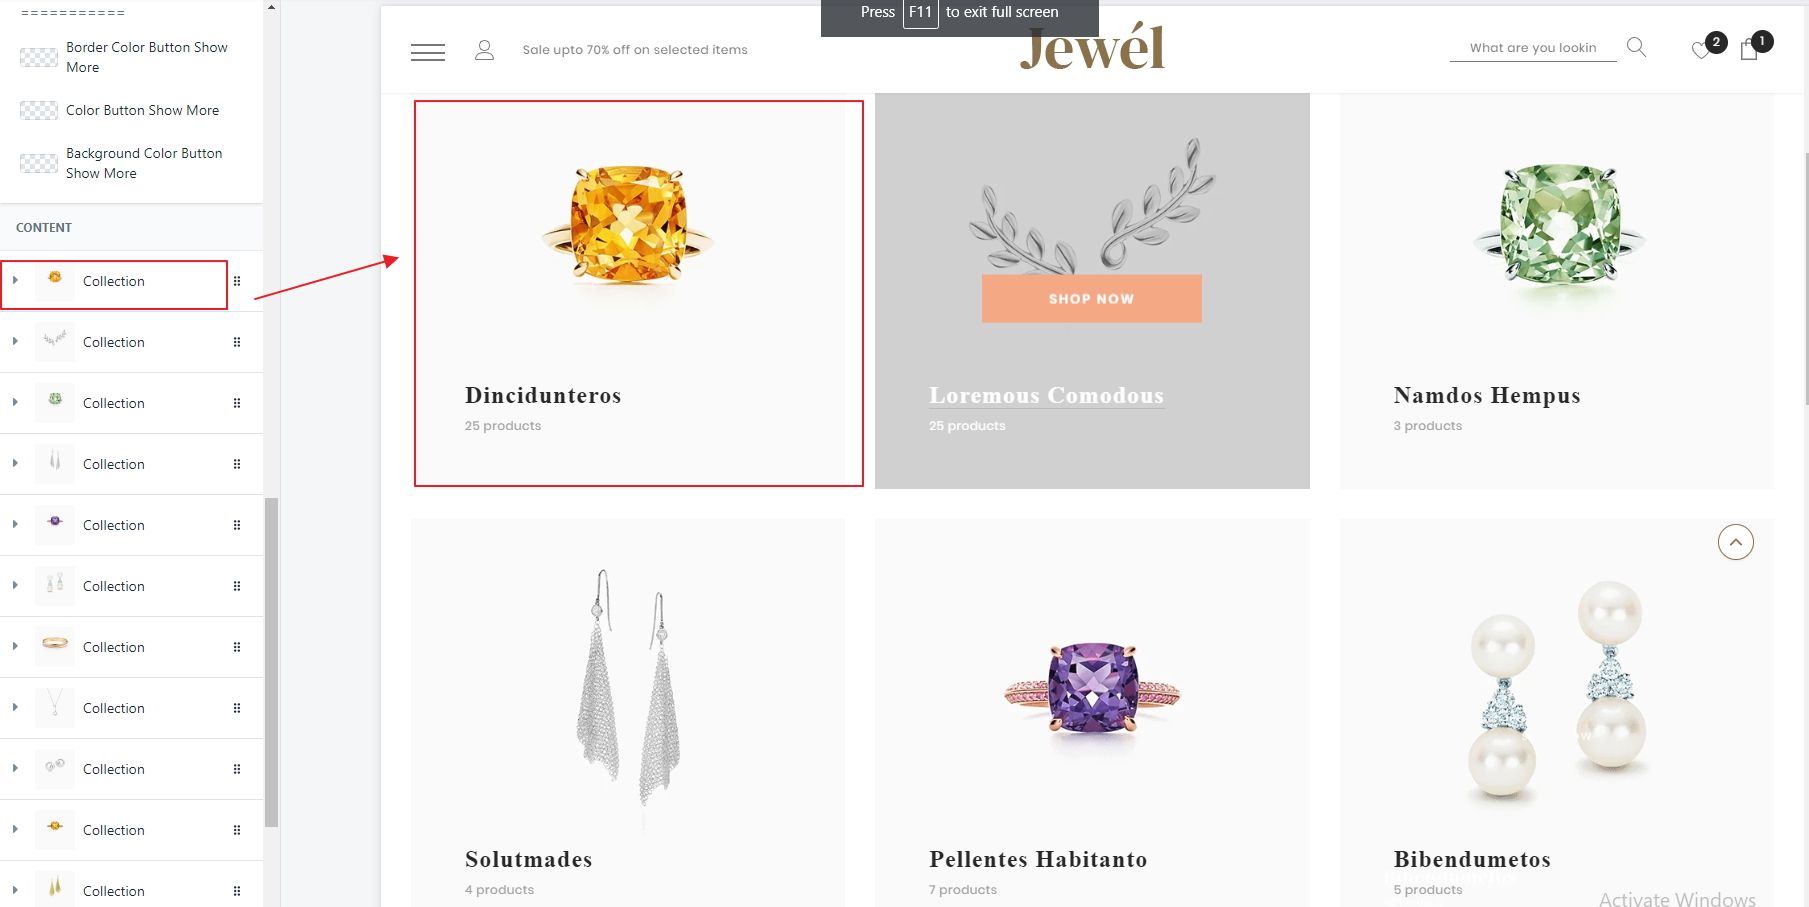 ===========
Border Color Button Show
More
Color Button Show More
Background Color Button
Show More
CONTENT
Collection
Collection
Collection
Collection
Collection
Collection
Collection
Collection
Collection
Collection
Collection
Press F11 to exit full screen
Sale upto 70% off on selected items
Jewél
What are you lookin
2
1
Dincidunteros
25 products
SHOP NOW
Loremous Comodous
25 products
Namdos Hempus
3 products
Solutmades
4 products
Pellentes Habitanto
7 products
Bibendumetos
5 products
Activate Windows